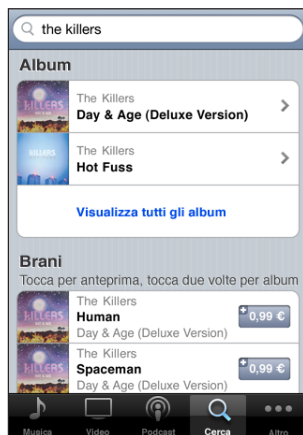 the killers
Album
The Killers
Day & Age (Deluxe Version)
The Killers
Hot Fuss
Visualizza tutti gli album
Brani
Tocca per anteprima, tocca due volte per album
The Killers
Human
0,99 €
Day & Age (Deluxe Version)
The Killers
Spaceman
0,99 €
Day & Age (Deluxe Version)
Musica Video Podcast Cerca Altro